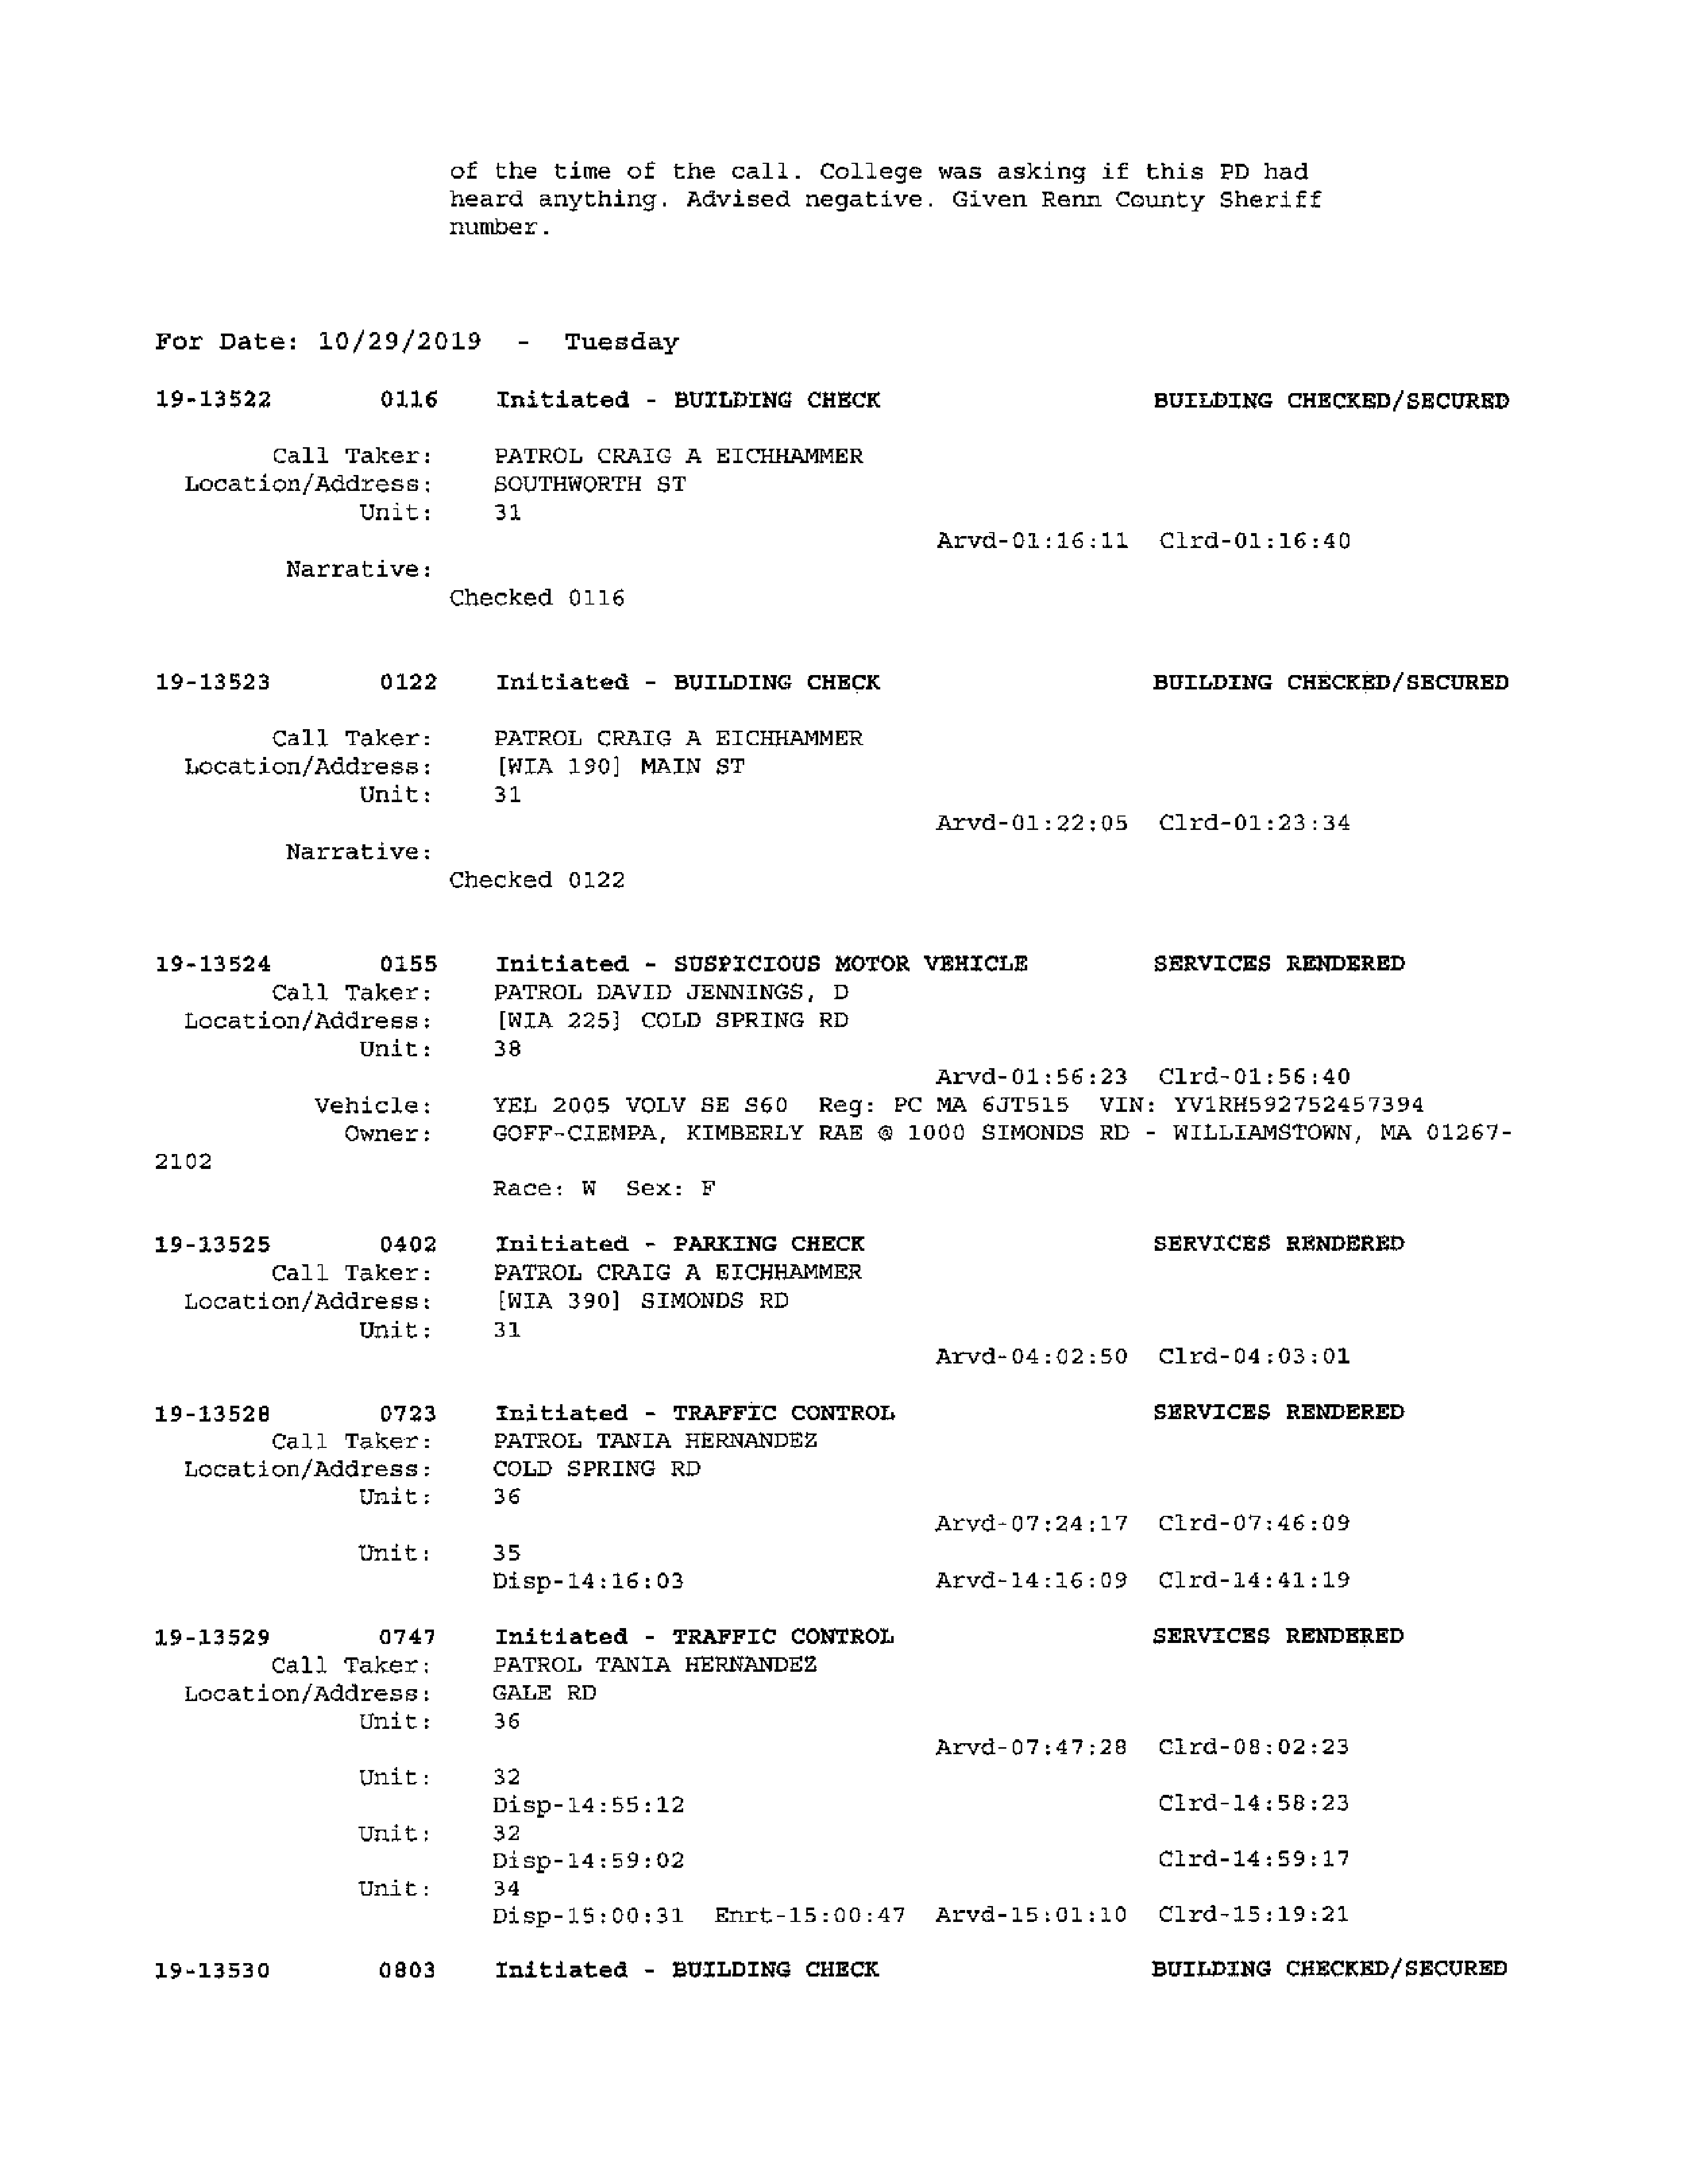 of the time of the call. College was asking if this PD had
heard anything. Advised negative. Given Renn County Sheriff
number.
For Date: 10/29/2019 - Tuesday
19-13522 0116 Initiated - BUILDING CHECK BUILDING CHECKED/SECURED
Call Taker: PATROL CRAIG A EICHHAMMER
Location/Address: SOUTHWORTH ST
Unit: 31
Arvd-01:16:11 Clrd-01:16:40
Narrative:
Checked 0116
19-13523 0122 Initiated - BUILDING CHECK BUILDING CHECKED/SECURED
Call Taker: PATROL CRAIG A EICHHAMMER
Location/Address: [WIA 190] MAIN ST
Unit: 31
Arvd-01:22:05 Clrd-01:23:34
Narrative:
Checked 0122
19-13524 0155 Initiated - SUSPICIOUS MOTOR VEHICLE SERVICES RENDERED
Call Taker: PATROL DAVID JENNINGS, D
Location/Address: [WIA 225] COLD SPRING RD
Unit: 38
Arvd-01:56:23 Clrd-01:56:40
Vehicle: YEL 2005 VOLV SE S60 Reg: PC MA 6JT515 VIN: YV1RH592752457394
Owner: GOFF-CIEMPA, KIMBERLY RAE @ 1000 SIMONDS RD - WILLIAMSTOWN, MA 01267-
2102
Race: W Sex: F
19-13525 0402 Initiated - PARKING CHECK SERVICES RENDERED
Call Taker: PATROL CRAIG A EICHHAMMER
Location/Address: [WIA 390] SIMONDS RD
Unit: 31
Arvd-04:02:50 Clrd-04:03:01
19-13528 0723 Initiated - TRAFFIC CONTROL SERVICES RENDERED
Call Taker: PATROL TANIA HERNANDEZ
Location/Address: COLD SPRING RD
Unit: 36
Arvd-07:24:17 Clrd-07:46:09
Unit: 35
Disp-14:16:03 Arvd-14:16:09 Clrd-14:41:19
19-13529 0747 Initiated - TRAFFIC CONTROL SERVICES RENDERED
Call Taker: PATROL TANIA HERNANDEZ
Location/Address: GALE RD
Unit: 36
Arvd-07:47:28 Clrd-08:02:23
Unit: 32
Disp-14:55:12 Clrd-14:58:23
Unit: 32
Disp-14:59:02 Clrd-14:59:17
Unit: 34
Disp-15:00:31 Enrt-15:00:47 Arvd-15:01:10 Clrd-15:19:21
19-13530 0803 Initiated - BUILDING CHECK BUILDING CHECKED/SECURED